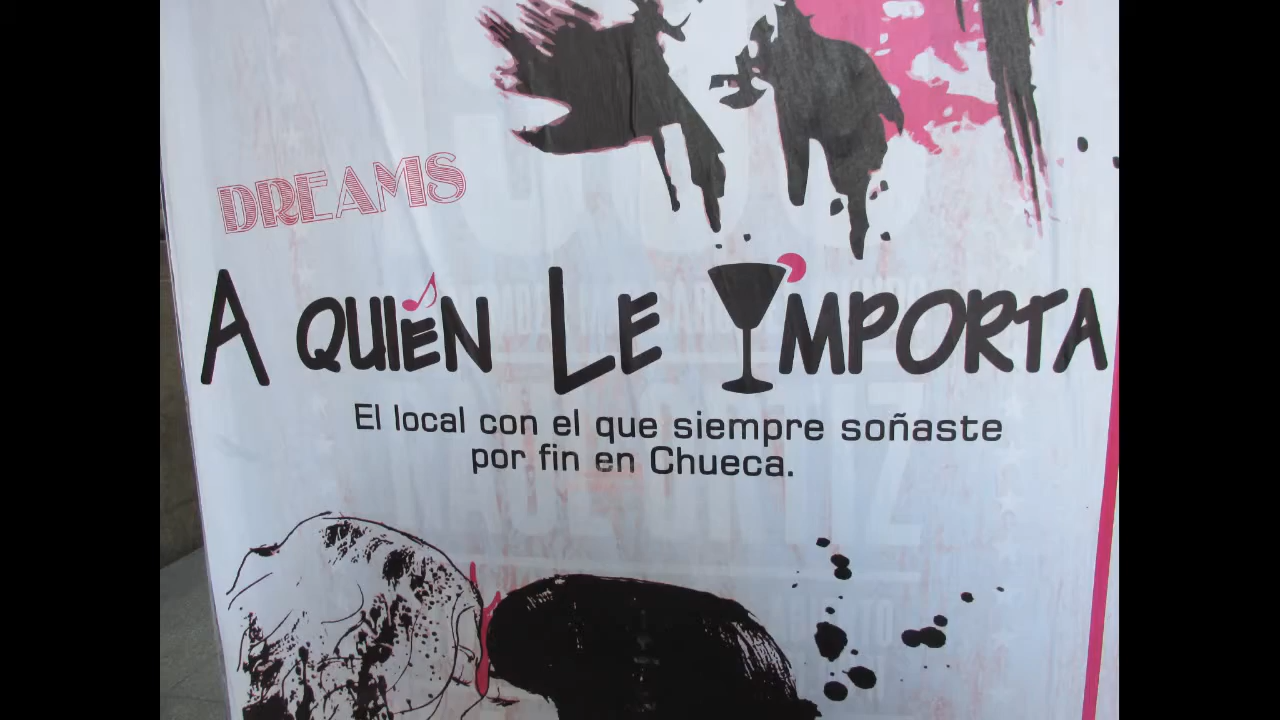 DREAMS
A QUIÉN LE IMPORTA
El local con el que siempre soñaste
por fin en Chueca.